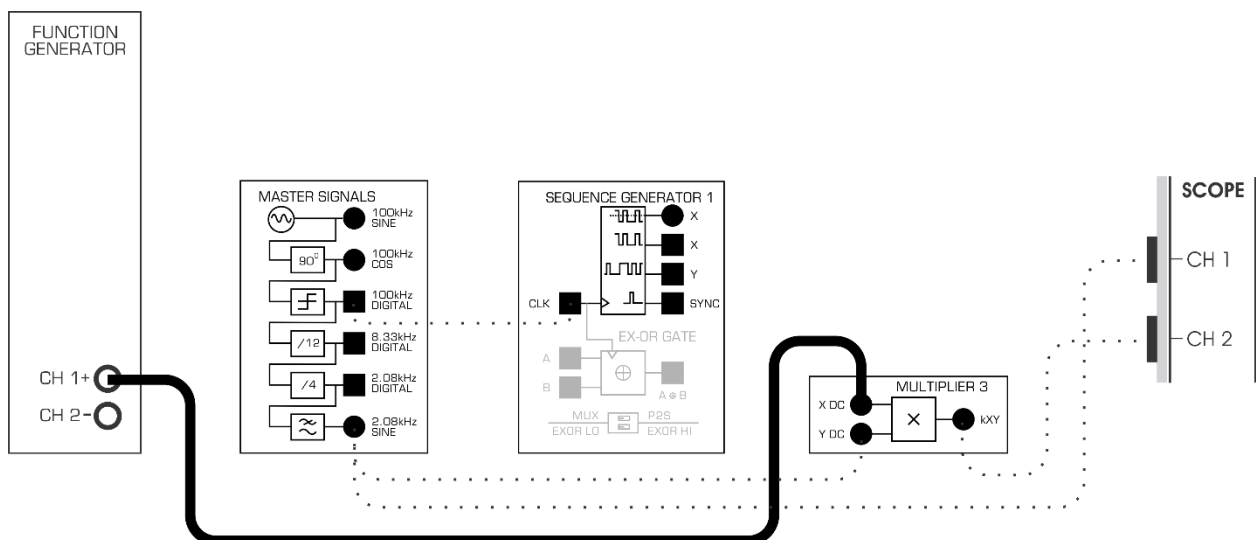 FUNCTION
GENERATOR
CH 1+
CH 2-
MASTER SIGNALS
100kHz
SINE
90°
100kHz
COS
100kHz
DIGITAL
/12
8.33kHz
DIGITAL
/4
2.08kHz
DIGITAL
2.08kHz
SINE
SEQUENCE GENERATOR 1
X
X
Y
CLK
SYNC
EX-OR GATE
A
B
A⊕B
MUX
P2S
EXOR LO
EXOR HI
MULTIPLIER 3
X DC
Y DC
X
kXY
SCOPE
CH 1
CH 2